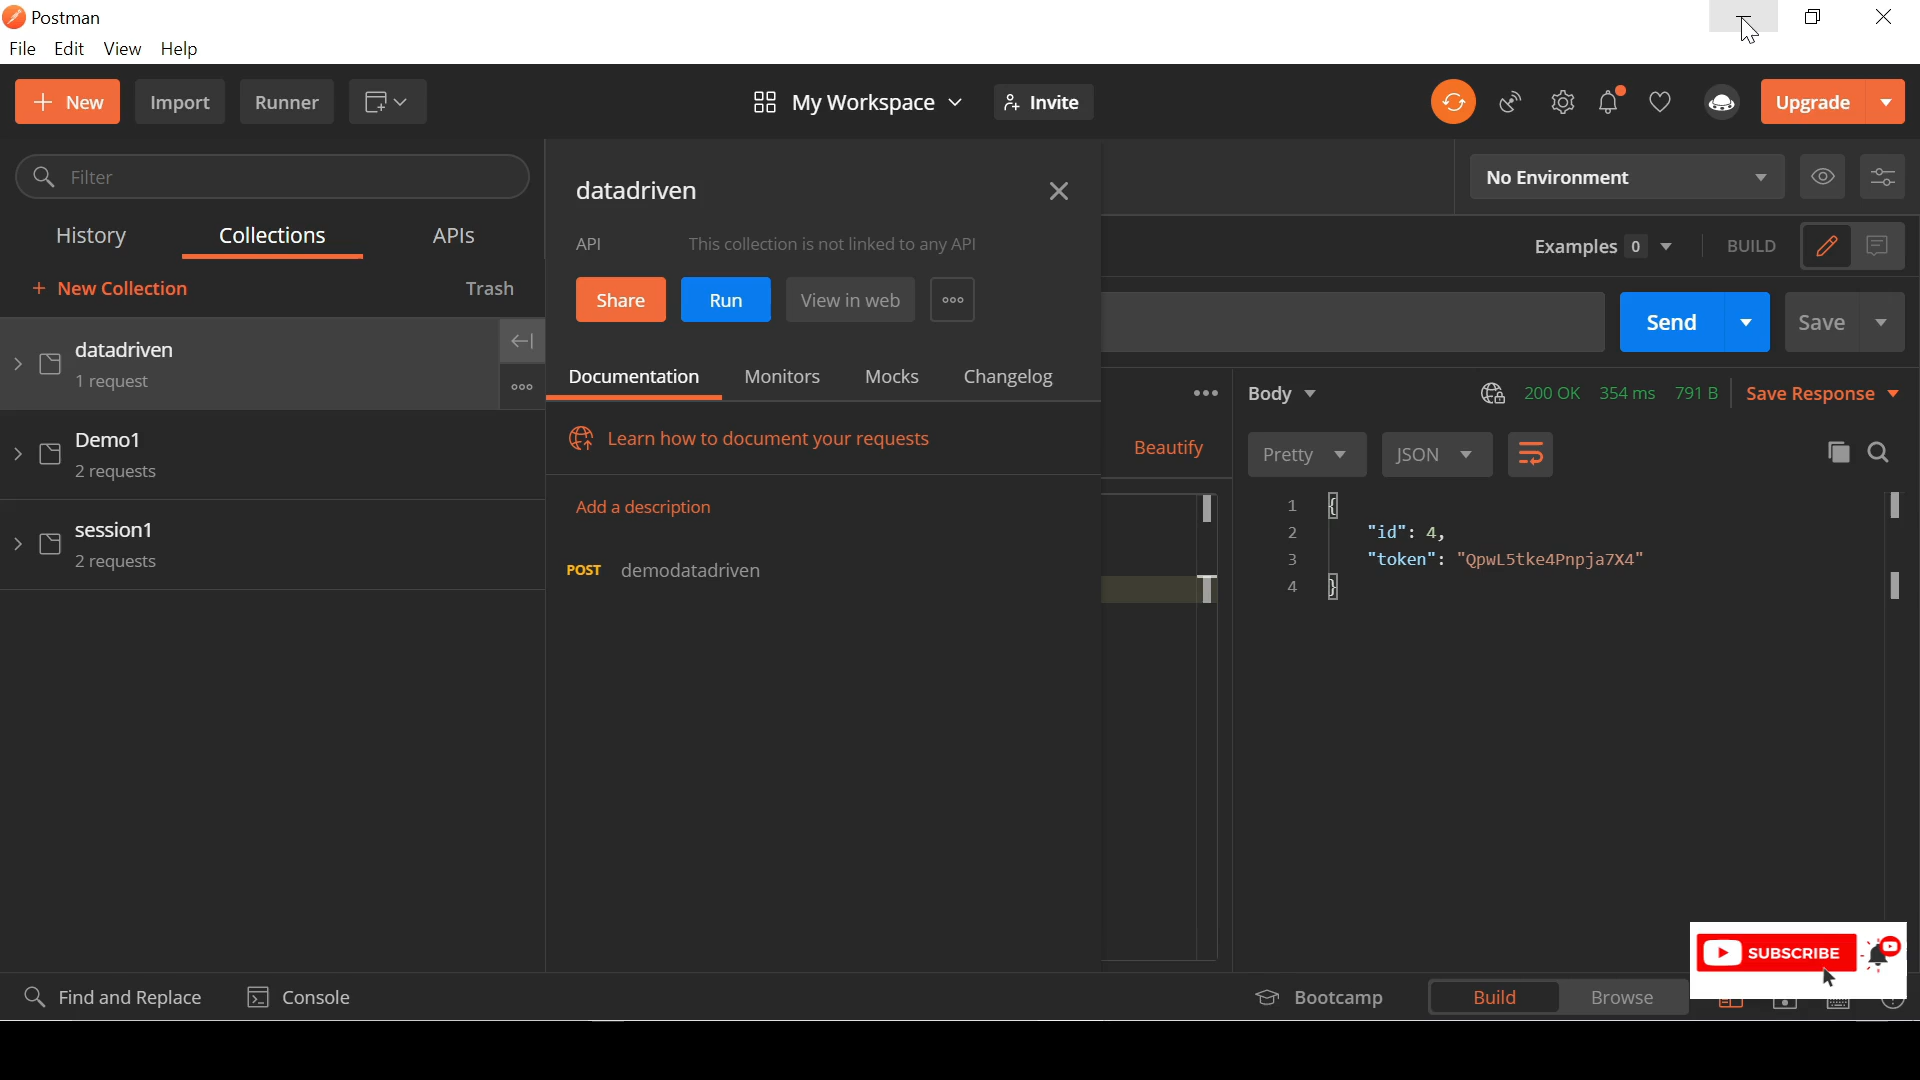 Postman
File Edit View Help
New Import Runner My Workspace Invite Upgrade
Filter
History Collections APIs
+ New Collection Trash
datadriven
1 request
Demo1
2 requests
session1
2 requests
datadriven
API This collection is not linked to any API
Share Run View in web
Documentation Monitors Mocks Changelog
Learn how to document your requests
Add a description
POST demodatadriven
No Environment
Examples 0 BUILD
Send Save
Body 200 OK 354 ms 791 B Save Response
Beautify
Pretty JSON
1 {
2 "id": 4,
3 "token": "QpwL5tke4Pnpja7X4"
4 }
SUBSCRIBE
Find and Replace Console Bootcamp Build Browse